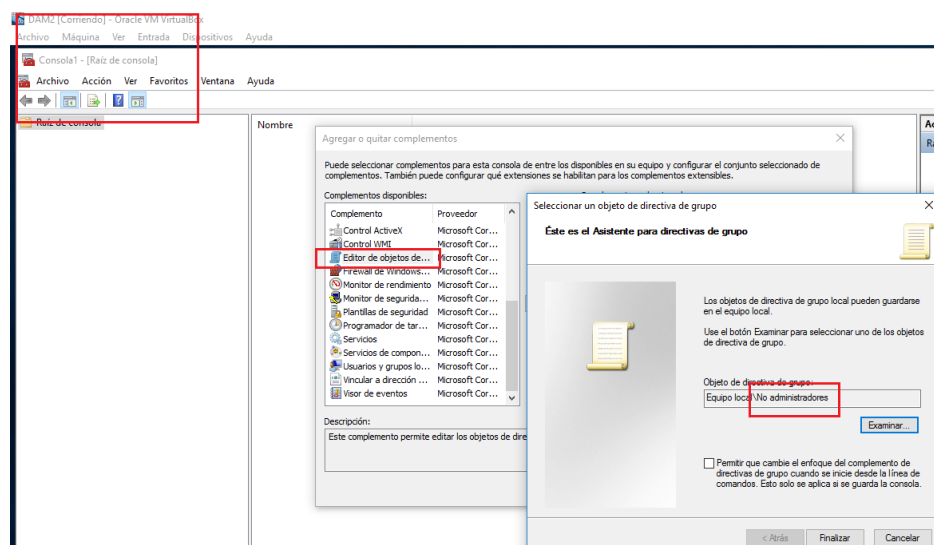 DAM2 [Corriendo] - Oracle VM VirtualBox
Archivo Máquina Ver Entrada Dispositivos Ayuda
Consola1 - [Raíz de consola]
Archivo Acción Ver Favoritos Ventana Ayuda
Raíz de consola
Nombre
Agregar o quitar complementos
Puede seleccionar complementos para esta consola de entre los disponibles en su equipo y configurar el conjunto seleccionado de
complementos. También puede configurar qué extensiones se habilitan para los complementos extensibles.
Complementos disponibles:
Complemento Proveedor
Control ActiveX Microsoft Cor...
Control WMI Microsoft Cor...
Editor de objetos de... Microsoft Cor...
Firewall de Windows... Microsoft Cor...
Monitor de rendimiento Microsoft Cor...
Monitor de segurida... Microsoft Cor...
Plantillas de seguridad Microsoft Cor...
Programador de tar... Microsoft Cor...
Servicios Microsoft Cor...
Servicios de compon... Microsoft Cor...
Usuarios y grupos lo... Microsoft Cor...
Vincular a dirección ... Microsoft Cor...
Visor de eventos Microsoft Cor...
Descripción:
Este complemento permite editar los objetos de dire
Seleccionar un objeto de directiva de grupo
Éste es el Asistente para directivas de grupo
Los objetos de directiva de grupo local pueden guardarse
en el equipo local.
Use el botón Examinar para seleccionar uno de los objetos
de directiva de grupo.
Objeto de directiva de grupo:
Equipo local\No administradores
Examinar...
Permitir que cambie el enfoque del complemento de
directivas de grupo cuando se inicie desde la línea de
comandos. Esto solo se aplica si se guarda la consola.
< Atrás Finalizar Cancelar